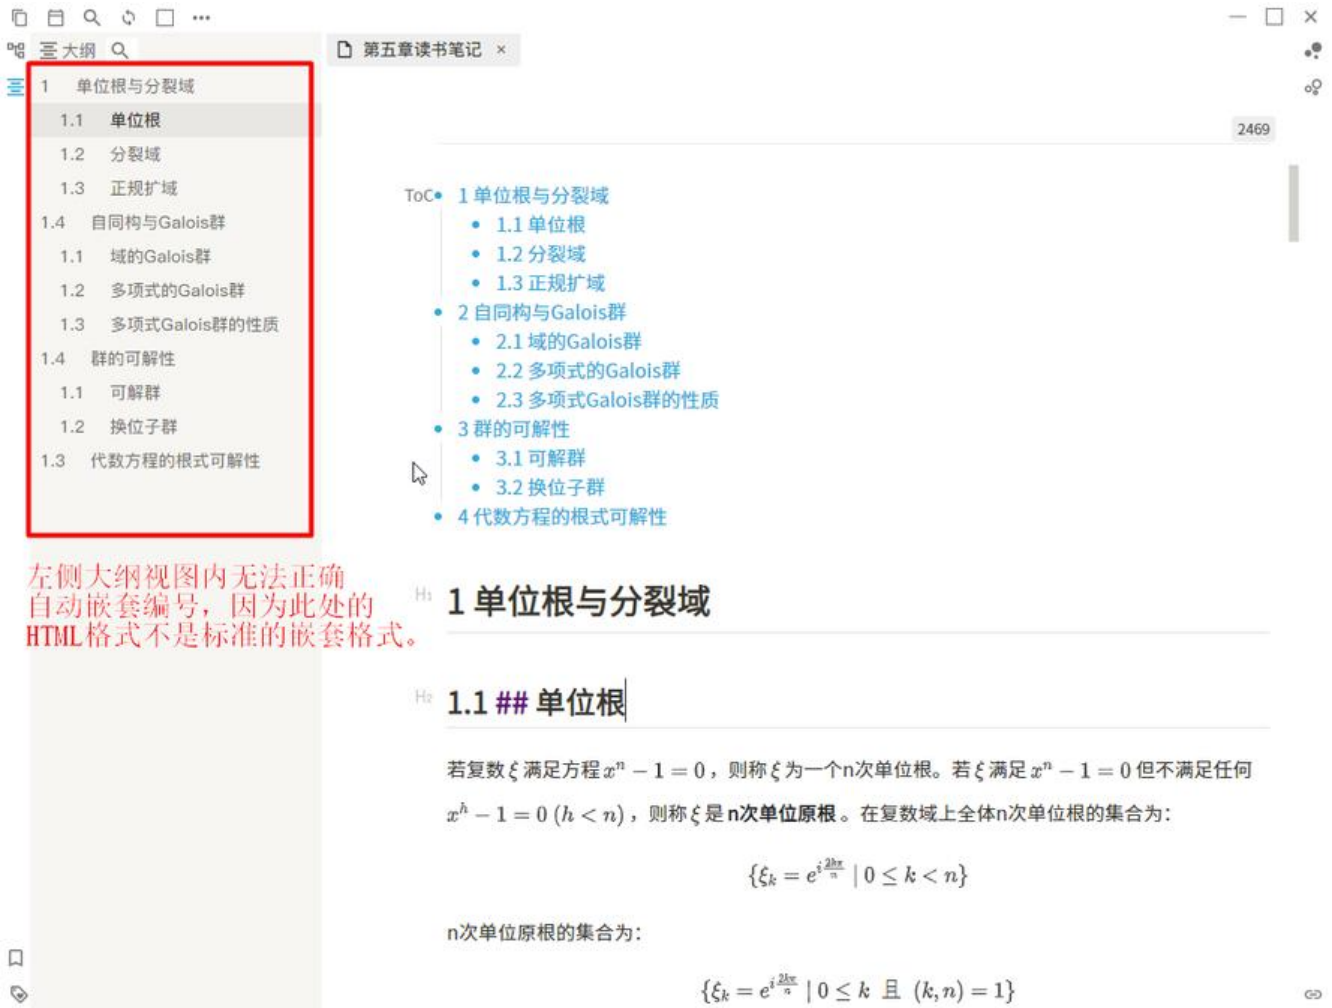 大纲
第五章读书笔记 ×
1 单位根与分裂域
1.1 单位根
1.2 分裂域
1.3 正规扩域
1.4 自同构与Galois群
1.1 域的Galois群
1.2 多项式的Galois群
1.3 多项式Galois群的性质
1.4 群的可解性
1.1 可解群
1.2 换位子群
1.3 代数方程的根式可解性
左侧大纲视图内无法正确
自动嵌套编号，因为此处的
HTML格式不是标准的嵌套格式。
2469
ToC
1 单位根与分裂域
1.1 单位根
1.2 分裂域
1.3 正规扩域
2 自同构与Galois群
2.1 域的Galois群
2.2 多项式的Galois群
2.3 多项式Galois群的性质
3 群的可解性
3.1 可解群
3.2 换位子群
4 代数方程的根式可解性
H1 1 单位根与分裂域
H2 1.1 ## 单位根
若复数 ξ 满足方程 xⁿ − 1 = 0，则称 ξ 为一个n次单位根。若 ξ 满足 xⁿ − 1 = 0 但不满足任何
xʰ − 1 = 0 (h < n)，则称 ξ 是 n次单位原根。在复数域上全体n次单位根的集合为：
{ξₖ = e^{i\frac{2kπ}{n}} | 0 ≤ k < n}
n次单位原根的集合为：
{ξₖ = e^{i\frac{2kπ}{n}} | 0 ≤ k 且 (k, n) = 1}